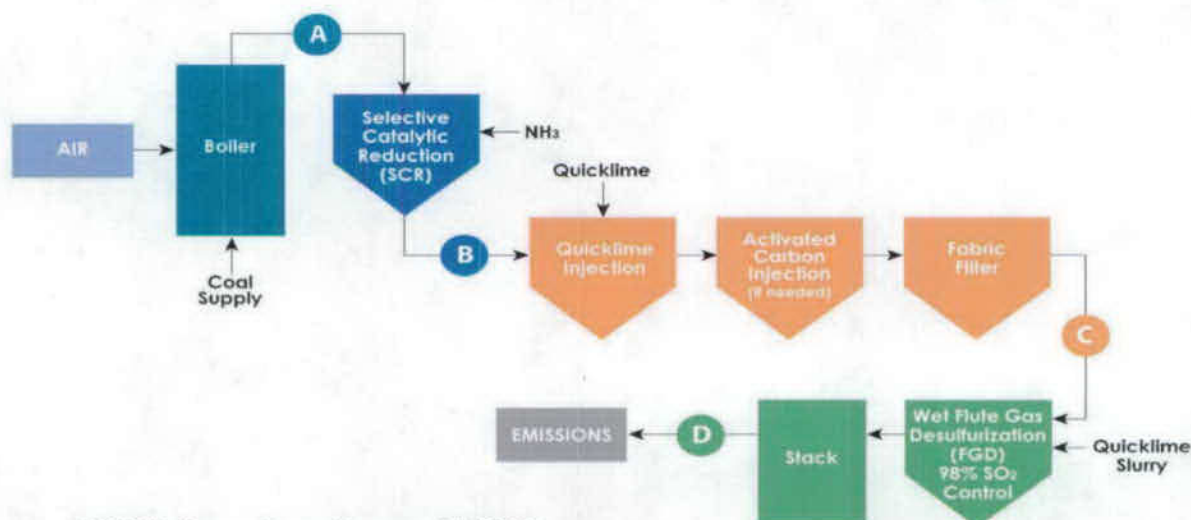 A
Selective
Catalytic
Reduction
(SCR)
NH₃
AIR
Boiler
Quicklime
B
Quicklime
Injection
Activated
Carbon
Injection
(If needed)
Fabric
Filter
Coal
Supply
C
EMISSIONS
D
Stack
Wet Flute Gas
Desulfurization
(FGD)
98% SO₂
Control
Quicklime
Slurry